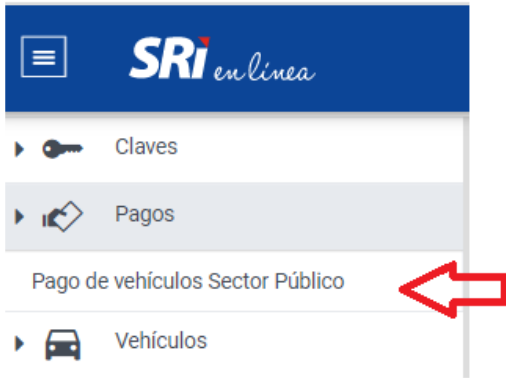 SRi en línea
Claves
Pagos
Pago de vehículos Sector Público
Vehículos